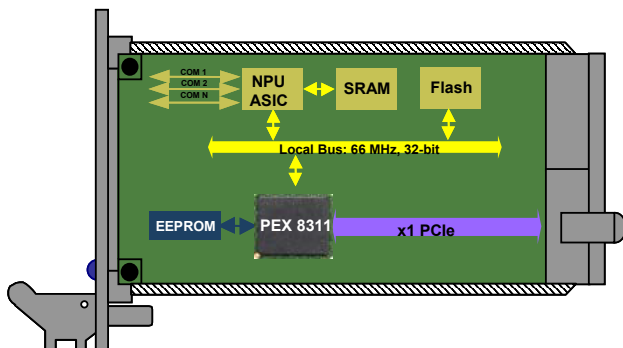 COM 1
COM 2
COM N
NPU
ASIC
SRAM
Flash
Local Bus: 66 MHz, 32-bit
EEPROM
PEX 8311
x1 PCIe